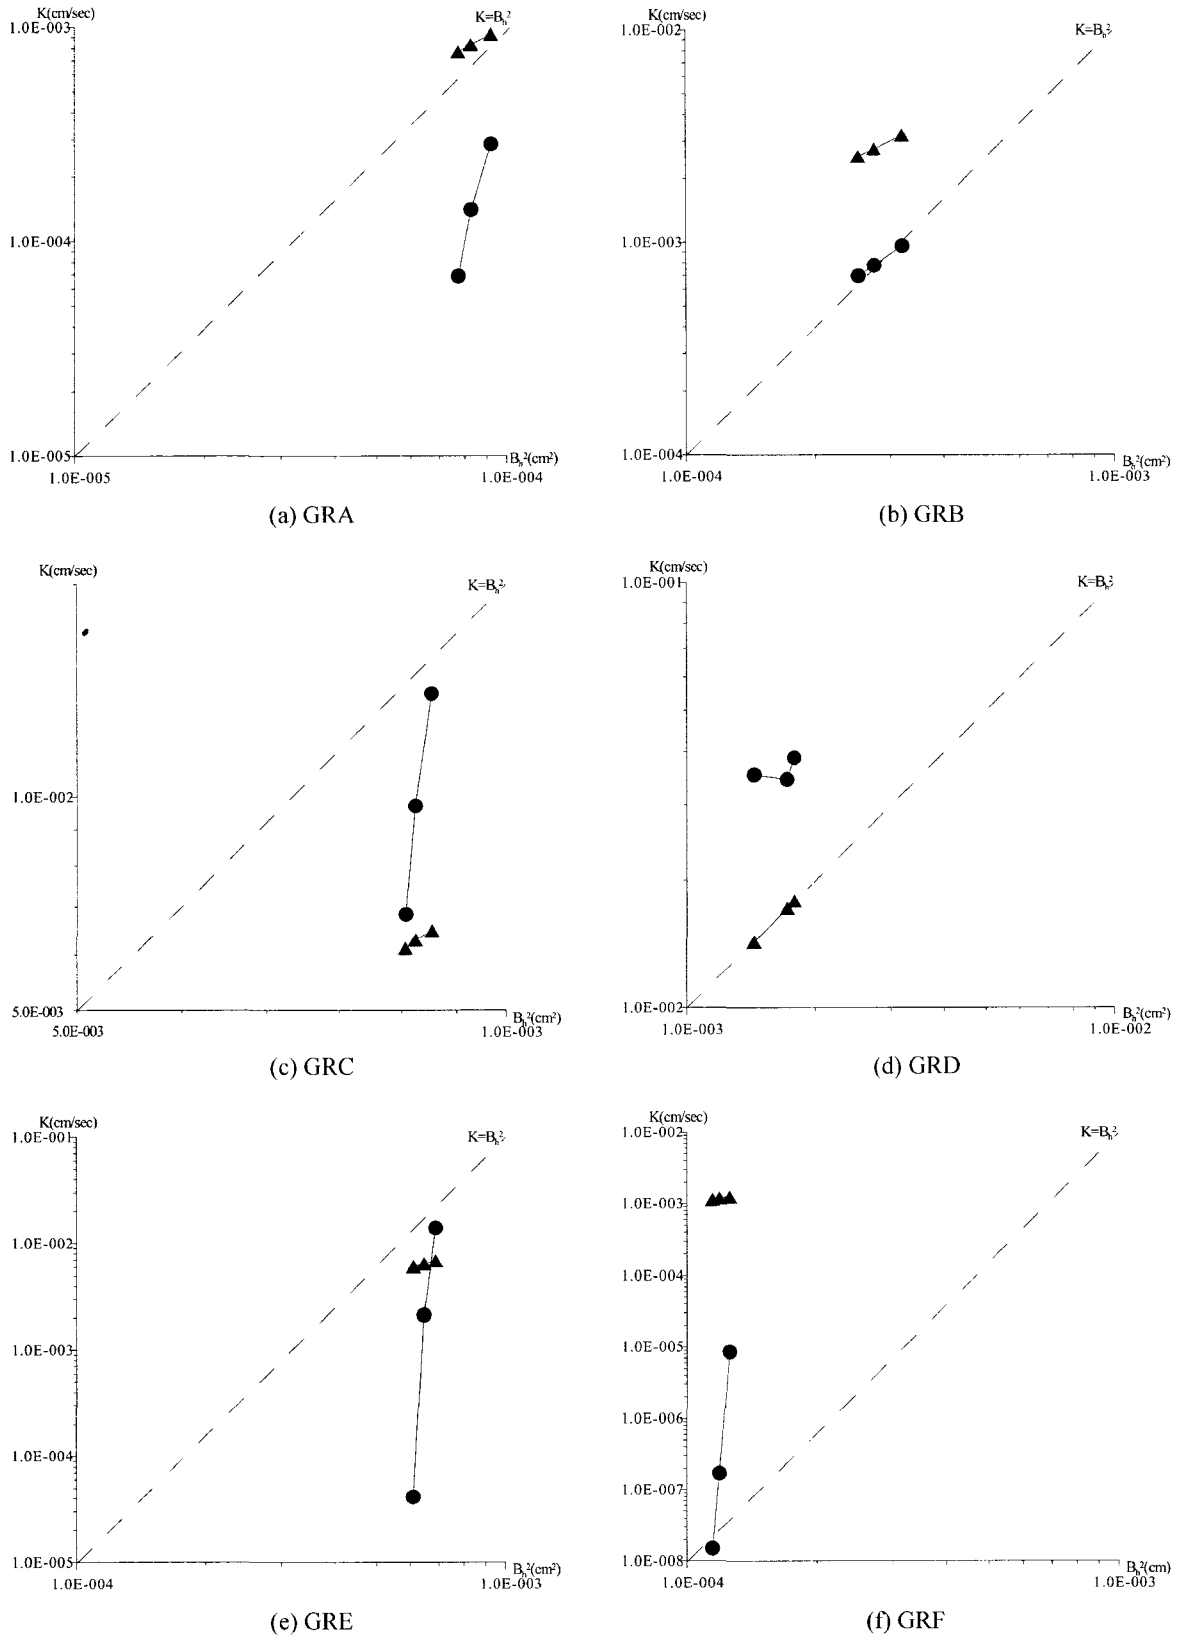 K(cm/sec)
1.0E-003
K=Bh²
1.0E-004
1.0E-005
1.0E-005
Bh²(cm²)
1.0E-004
(a) GRA
K(cm/sec)
1.0E-002
K=Bh²
1.0E-003
1.0E-004
1.0E-004
Bh²(cm²)
1.0E-003
(b) GRB
K(cm/sec)
K=Bh²
1.0E-002
5.0E-003
5.0E-003
Bh²(cm²)
1.0E-003
(c) GRC
K(cm/sec)
1.0E-001
K=Bh²
1.0E-002
1.0E-003
Bh²(cm²)
1.0E-002
(d) GRD
K(cm/sec)
1.0E-001
K=Bh²
1.0E-002
1.0E-003
1.0E-004
1.0E-005
1.0E-004
Bh²(cm²)
1.0E-003
(e) GRE
K(cm/sec)
1.0E-002
K=Bh²
1.0E-003
1.0E-004
1.0E-005
1.0E-006
1.0E-007
1.0E-008
1.0E-004
Bh²(cm)
1.0E-003
(f) GRF